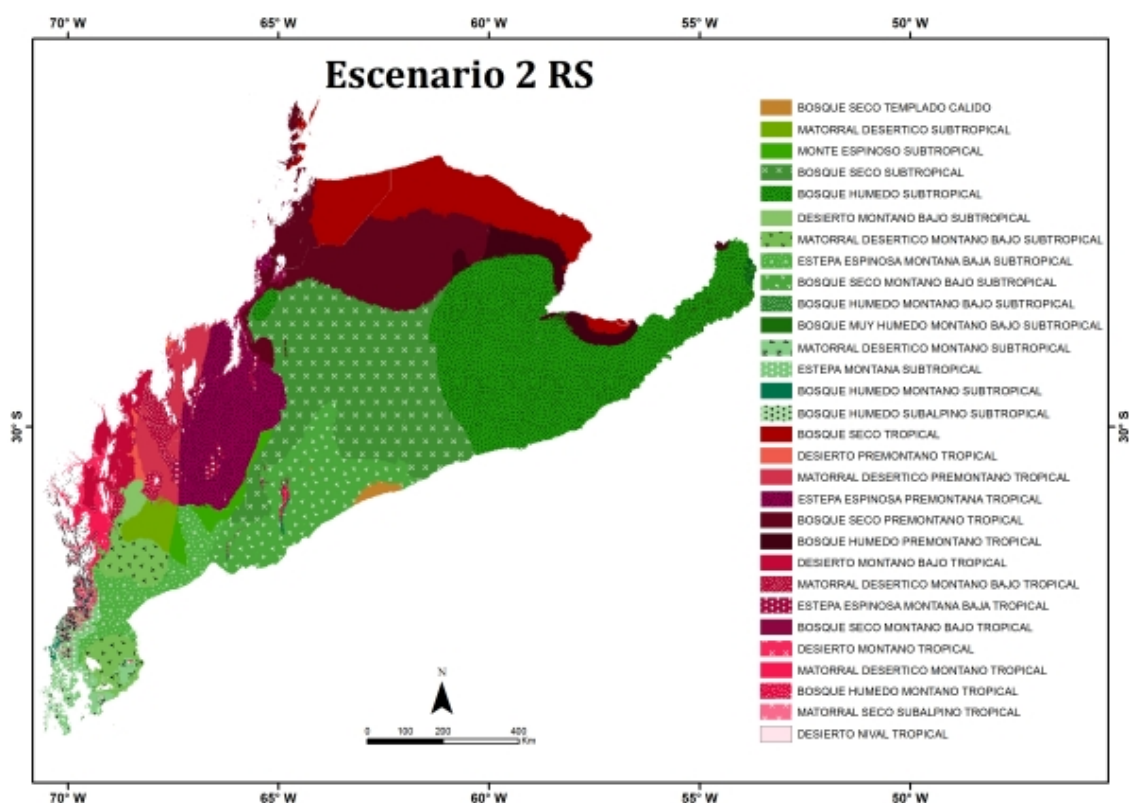 70° W 65° W 60° W 55° W 50° W
Escenario 2 RS
BOSQUE SECO TEMPLADO CALIDO
MATORRAL DESERTICO SUBTROPICAL
MONTE ESPINOSO SUBTROPICAL
BOSQUE SECO SUBTROPICAL
BOSQUE HUMEDO SUBTROPICAL
DESIERTO MONTANO BAJO SUBTROPICAL
MATORRAL DESERTICO MONTANO BAJO SUBTROPICAL
ESTEPA ESPINOSA MONTANA BAJA SUBTROPICAL
BOSQUE SECO MONTANO BAJO SUBTROPICAL
BOSQUE HUMEDO MONTANO BAJO SUBTROPICAL
BOSQUE MUY HUMEDO MONTANO BAJO SUBTROPICAL
MATORRAL DESERTICO MONTANO SUBTROPICAL
ESTEPA MONTANA SUBTROPICAL
BOSQUE HUMEDO MONTANO SUBTROPICAL
BOSQUE HUMEDO SUBALPINO SUBTROPICAL
BOSQUE SECO TROPICAL
DESIERTO PREMONTANO TROPICAL
MATORRAL DESERTICO PREMONTANO TROPICAL
ESTEPA ESPINOSA PREMONTANA TROPICAL
BOSQUE SECO PREMONTANO TROPICAL
BOSQUE HUMEDO PREMONTANO TROPICAL
DESIERTO MONTANO BAJO TROPICAL
MATORRAL DESERTICO MONTANO BAJO TROPICAL
ESTEPA ESPINOSA MONTANA BAJA TROPICAL
BOSQUE SECO MONTANO BAJO TROPICAL
DESIERTO MONTANO TROPICAL
MATORRAL DESERTICO MONTANO TROPICAL
BOSQUE HUMEDO MONTANO TROPICAL
MATORRAL SECO SUBALPINO TROPICAL
DESIERTO NIVAL TROPICAL
30° S
30° S
N
0 100 200 400
Km
70° W 65° W 60° W 55° W 50° W